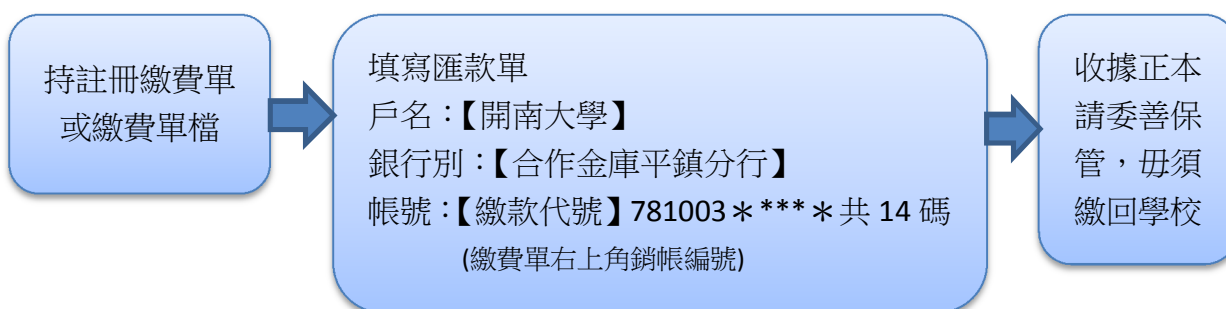 持註冊繳費單
或繳費單檔
填寫匯款單
戶名：【開南大學】
銀行別：【合作金庫平鎮分行】
帳號：【繳款代號】781003＊***＊共 14 碼
(繳費單右上角銷帳編號)
收據正本
請委善保
管，毋須
繳回學校